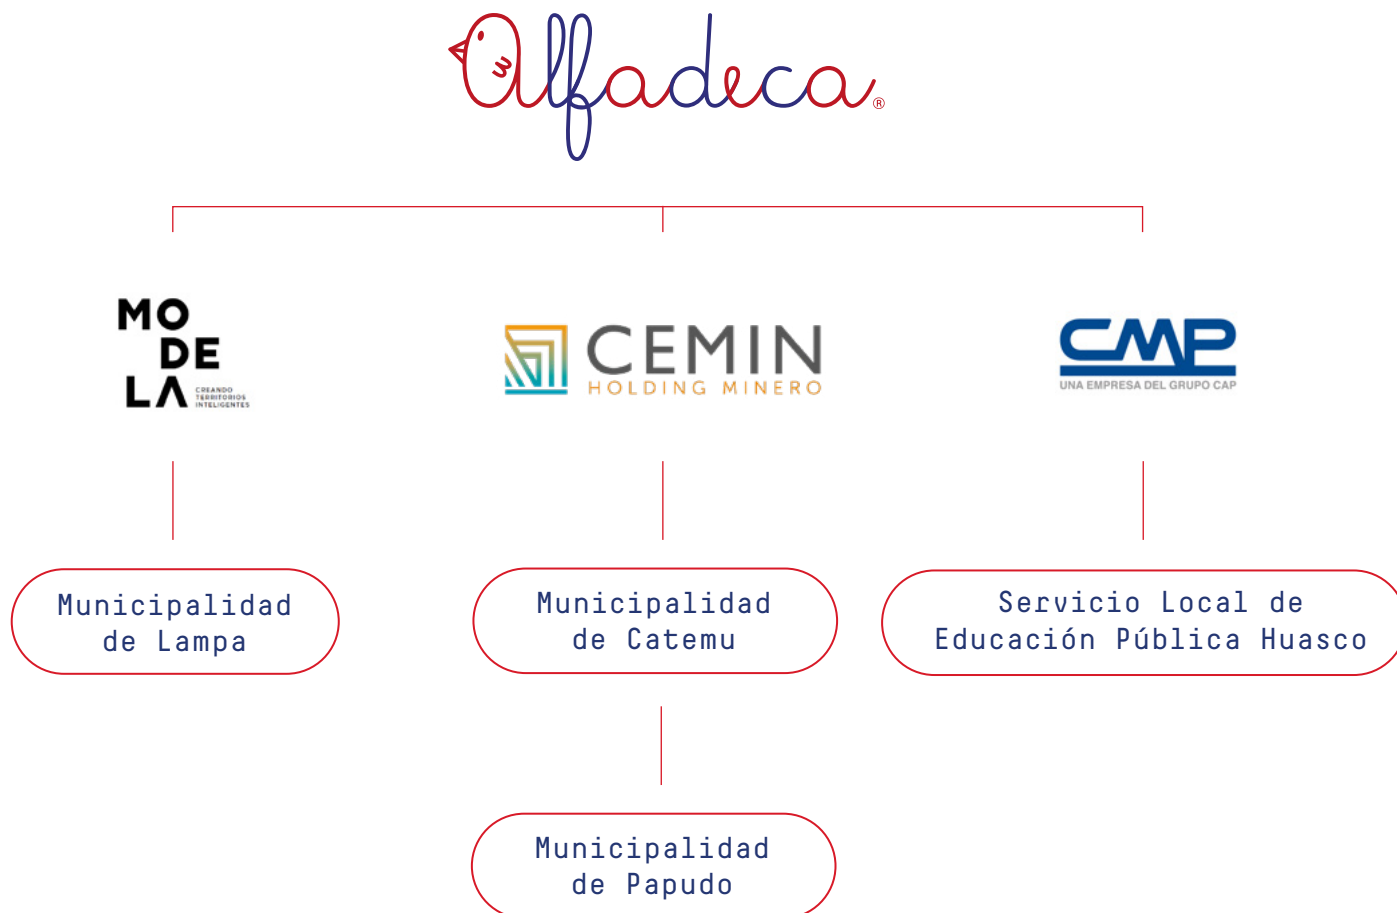 alfadeca®
MO
DE
LA
CREANDO
TERRITORIOS
INTELIGENTES
CEMIN
HOLDING MINERO
CMP
UNA EMPRESA DEL GRUPO CAP
Municipalidad
de Lampa
Municipalidad
de Catemu
Servicio Local de
Educación Pública Huasco
Municipalidad
de Papudo